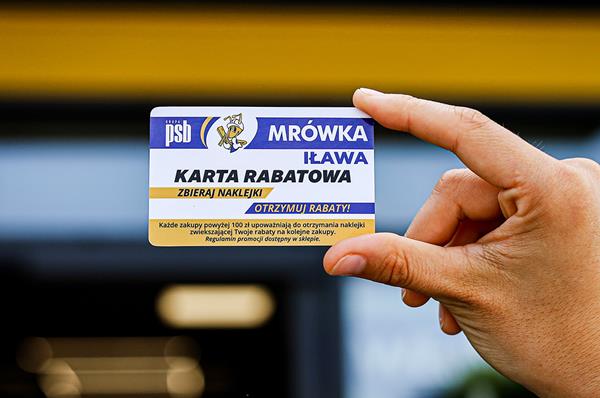 GRUPA
psb
MRÓWKA
IŁAWA
KARTA RABATOWA
ZBIERAJ NAKLEJKI
OTRZYMUJ RABATY!
Każde zakupy powyżej 100 zł upoważniają do otrzymania naklejki
zwiekszającej Twoje rabaty na kolejne zakupy.
Regulamin promocji dostępny w sklepie.